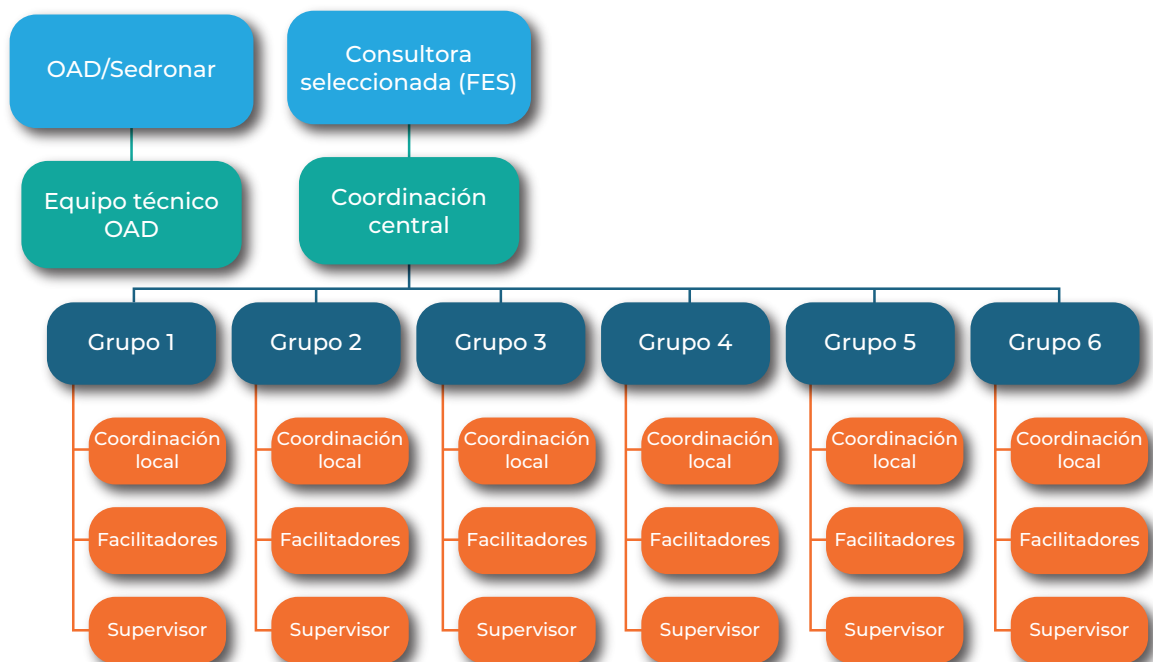 OAD/Sedronar
Consultora
seleccionada (FES)
Equipo técnico
OAD
Coordinación
central
Grupo 1
Grupo 2
Grupo 3
Grupo 4
Grupo 5
Grupo 6
Coordinación
local
Coordinación
local
Coordinación
local
Coordinación
local
Coordinación
local
Coordinación
local
Facilitadores
Facilitadores
Facilitadores
Facilitadores
Facilitadores
Facilitadores
Supervisor
Supervisor
Supervisor
Supervisor
Supervisor
Supervisor